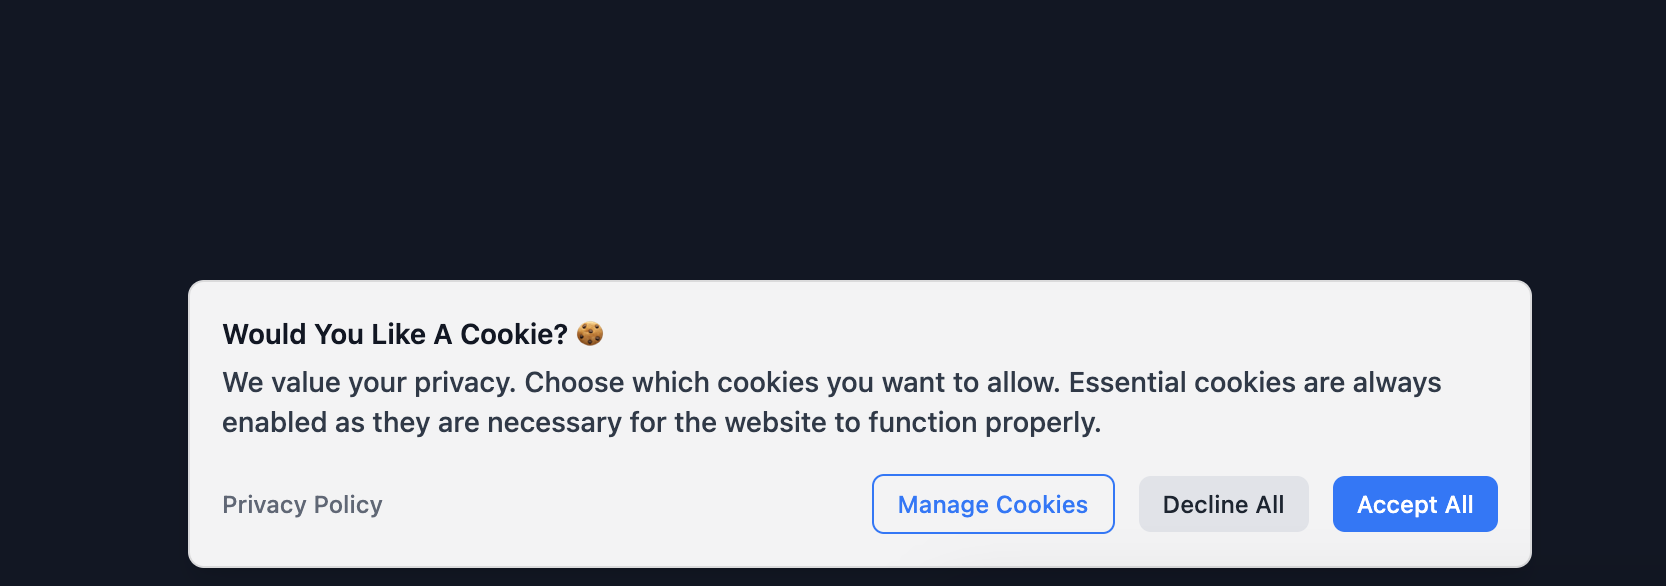 Would You Like A Cookie? 🍪
We value your privacy. Choose which cookies you want to allow. Essential cookies are always
enabled as they are necessary for the website to function properly.
Privacy Policy
Manage Cookies
Decline All
Accept All